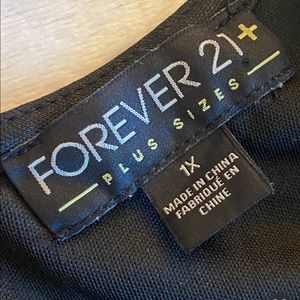 FOREVER 21+
PLUS SIZES
1X
MADE IN CHINA
FABRIQUÉ EN
CHINE